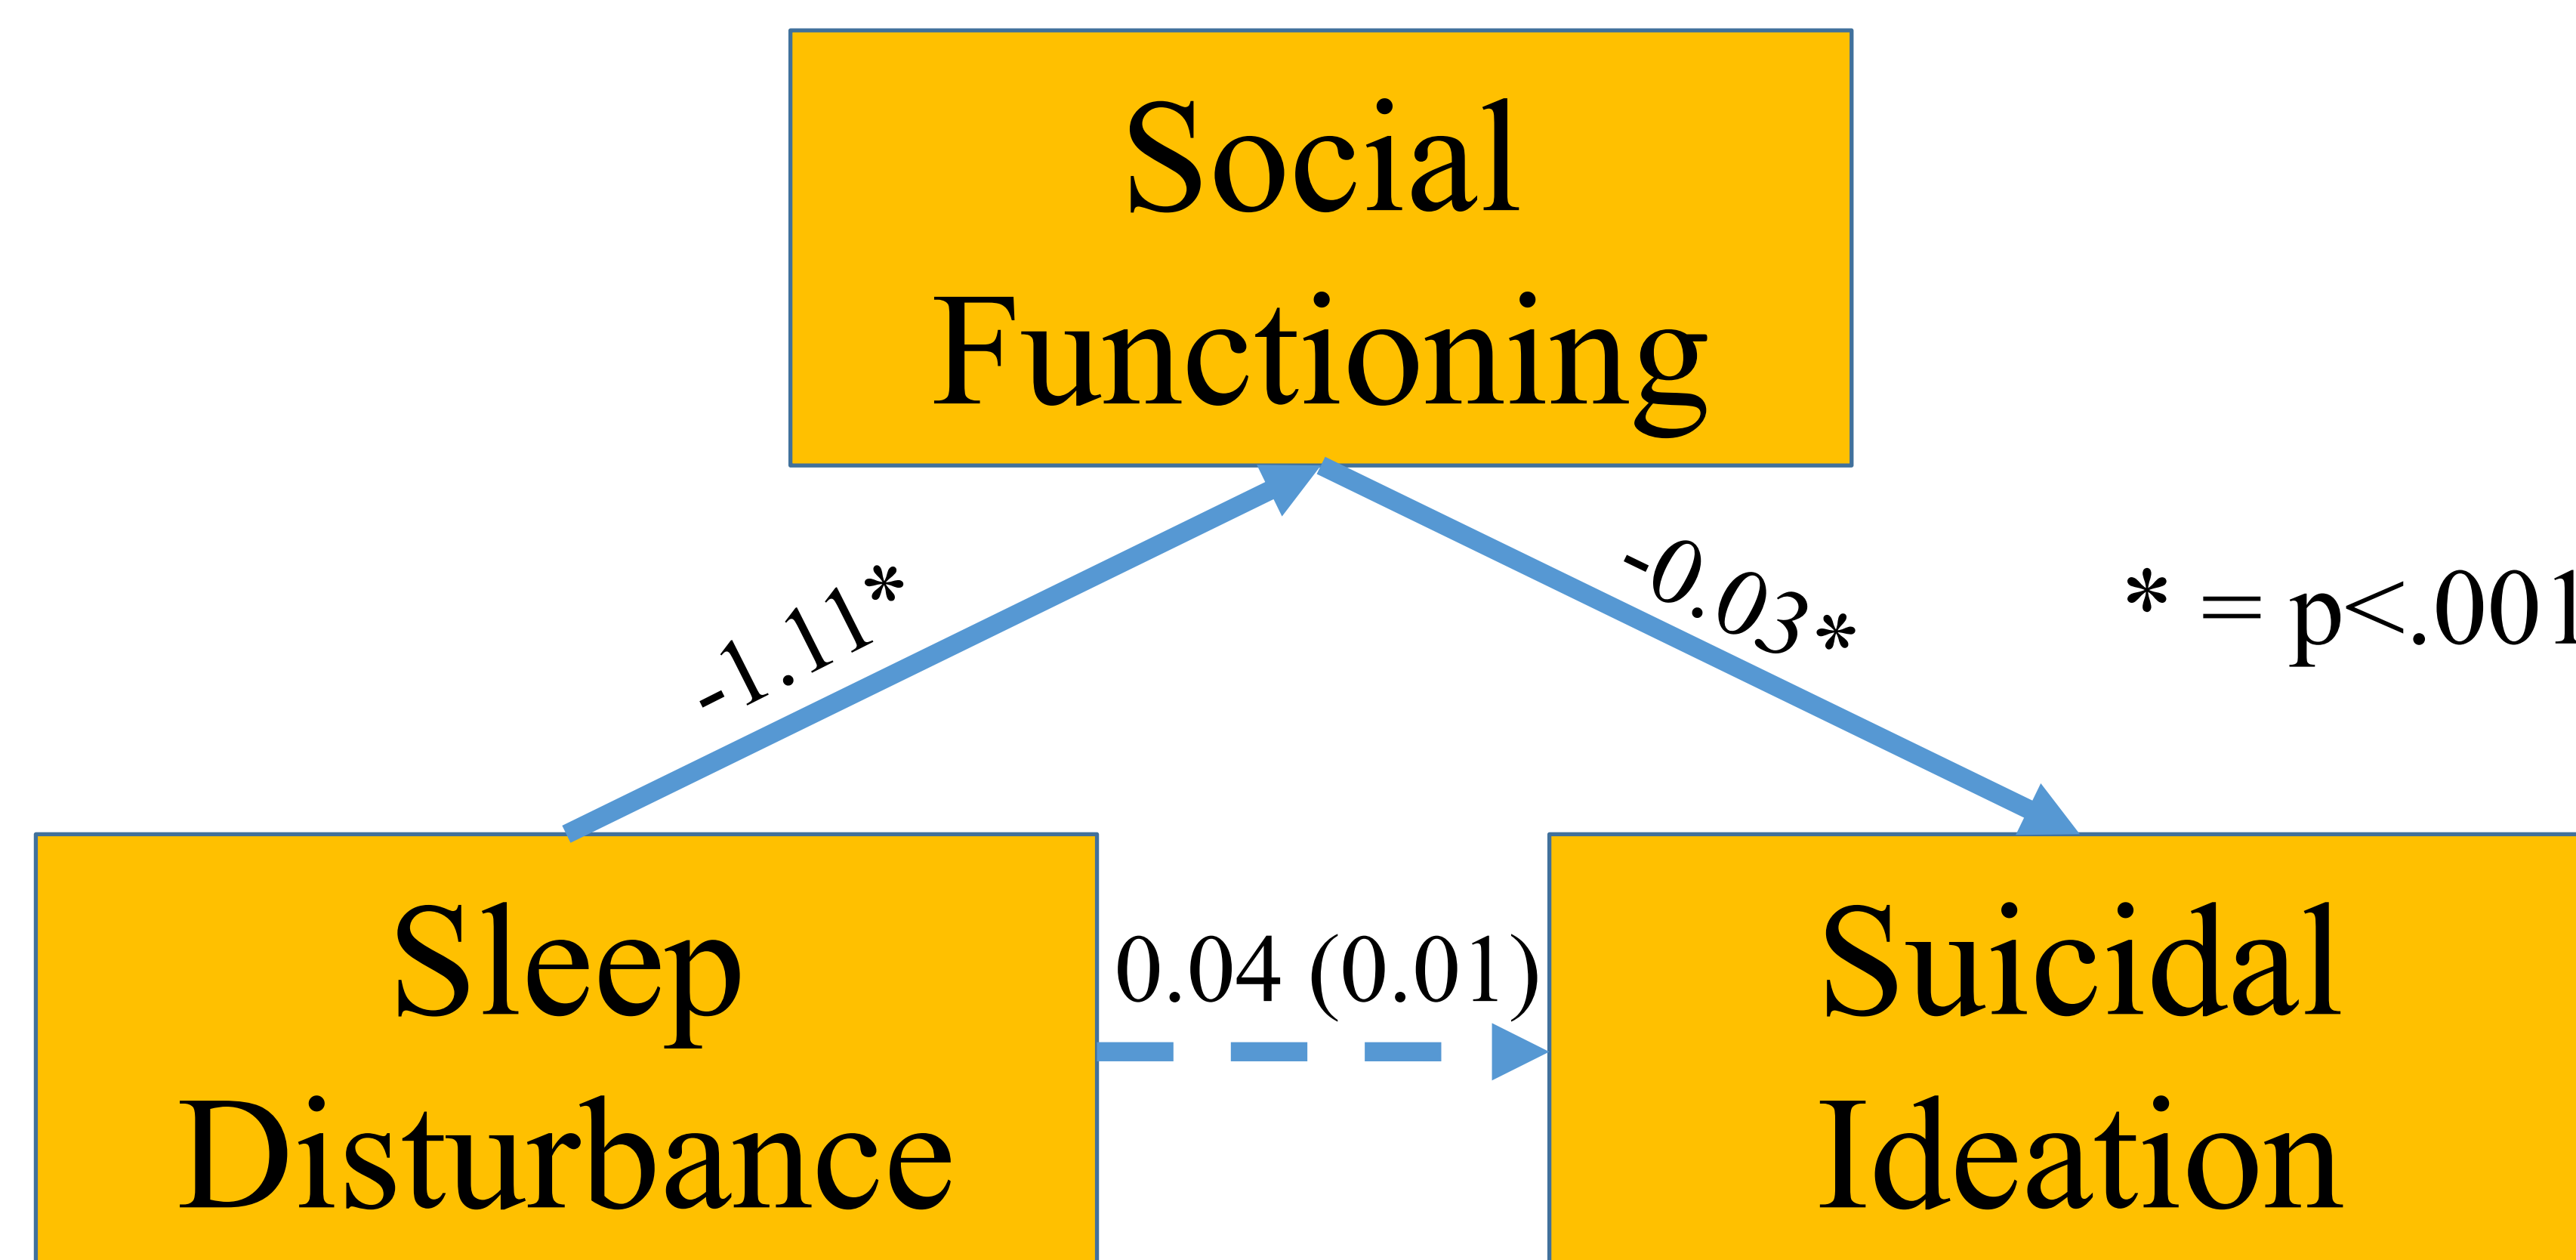 Social
Functioning
-1.11*
-0.03*
* = p<.001
Sleep
Disturbance
0.04 (0.01)
Suicidal
Ideation